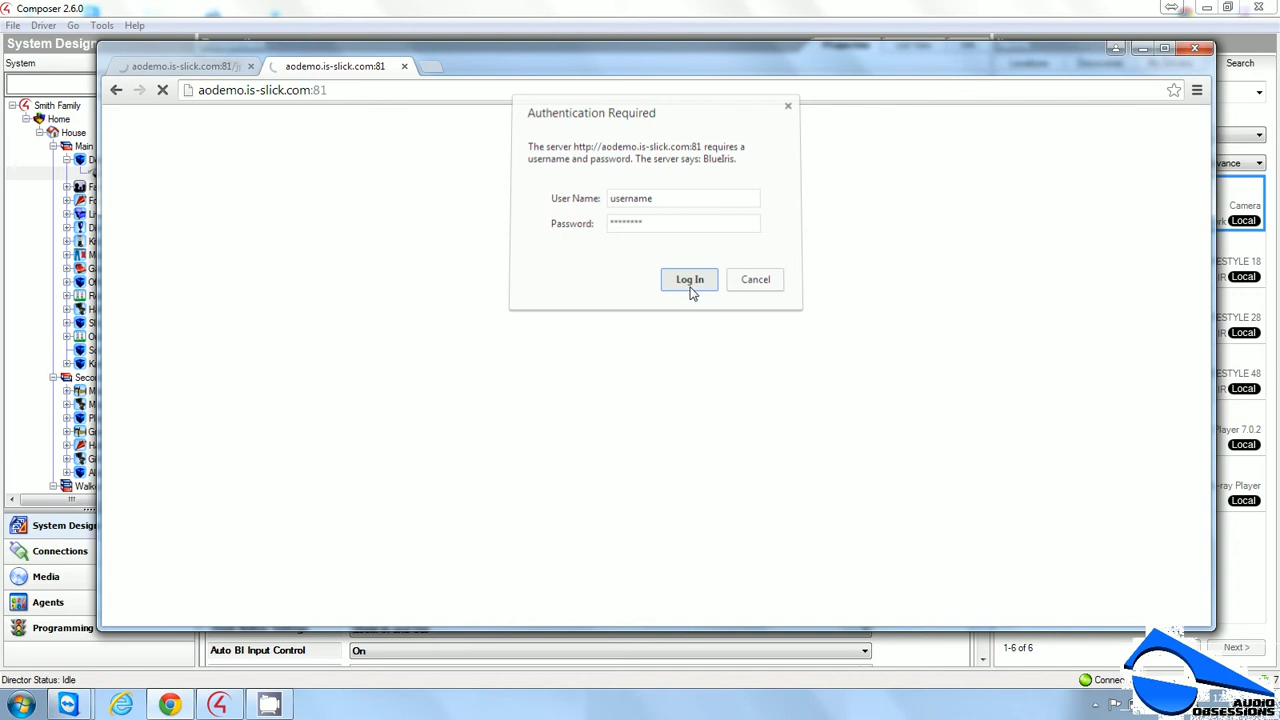 Composer 2.6.0
File Driver Go Tools Help
System Desig
System
Search
aodemo.is-slick.com:81/j
aodemo.is-slick.com:81
aodemo.is-slick.com:81
Authentication Required
The server http://aodemo.is-slick.com:81 requires a
username and password. The server says: BlueIris.
User Name: username
Password: ********
Log In Cancel
Smith Family
Home
House
Main
Seco
Walk
Camera
Local
ESTYLE 18
Local
ESTYLE 28
Local
ESTYLE 48
Local
Player 7.0.2
Local
ray Player
Local
System Desig
Connections
Media
Agents
Programming
Auto BI Input Control On
1-6 of 6 Next >
Director Status: Idle
Connec
AUDIO
OBSESSIONS